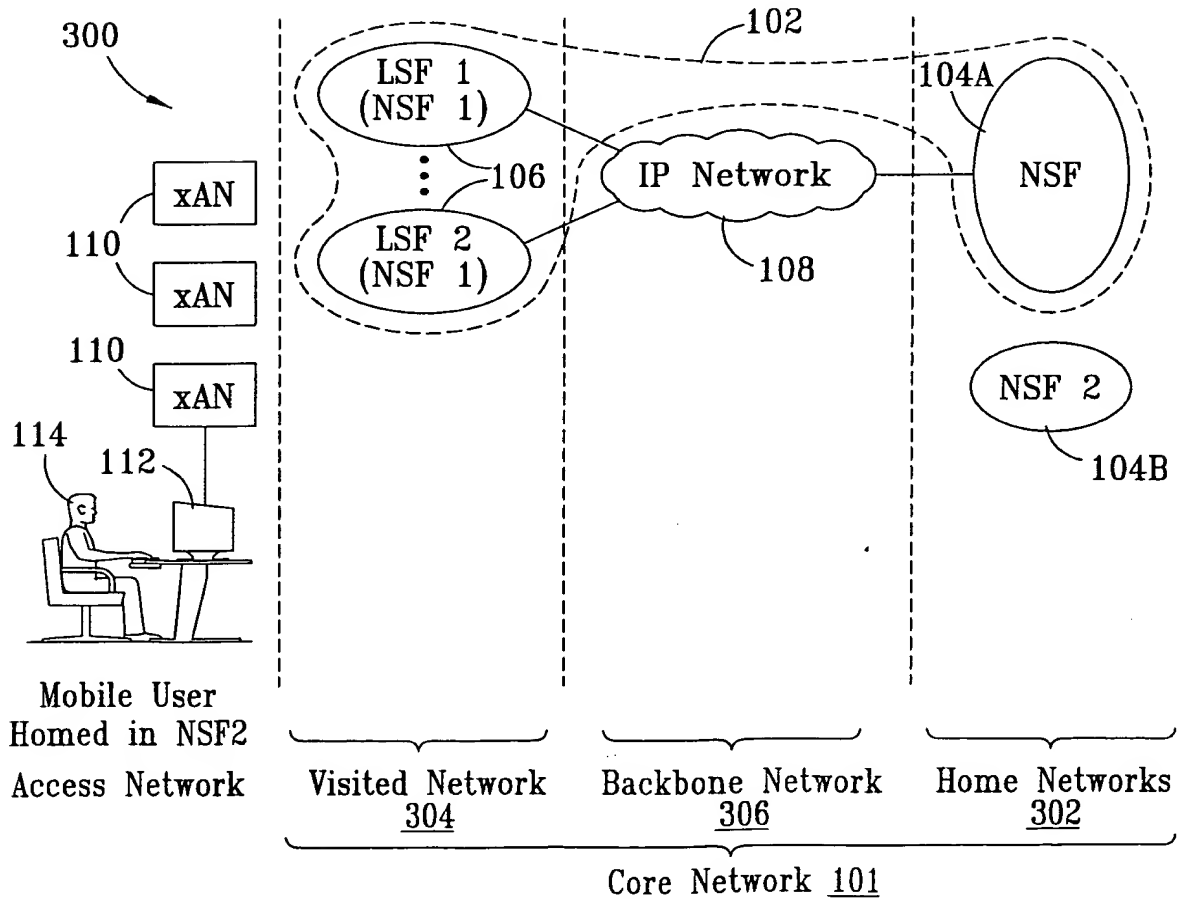 300
102
LSF 1
(NSF 1)
104A
106
xAN
IP Network
NSF
110
LSF 2
(NSF 1)
108
xAN
110
xAN
NSF 2
114
112
104B
Mobile User
Homed in NSF2
Access Network
Visited Network
304
Backbone Network
306
Home Networks
302
Core Network 101